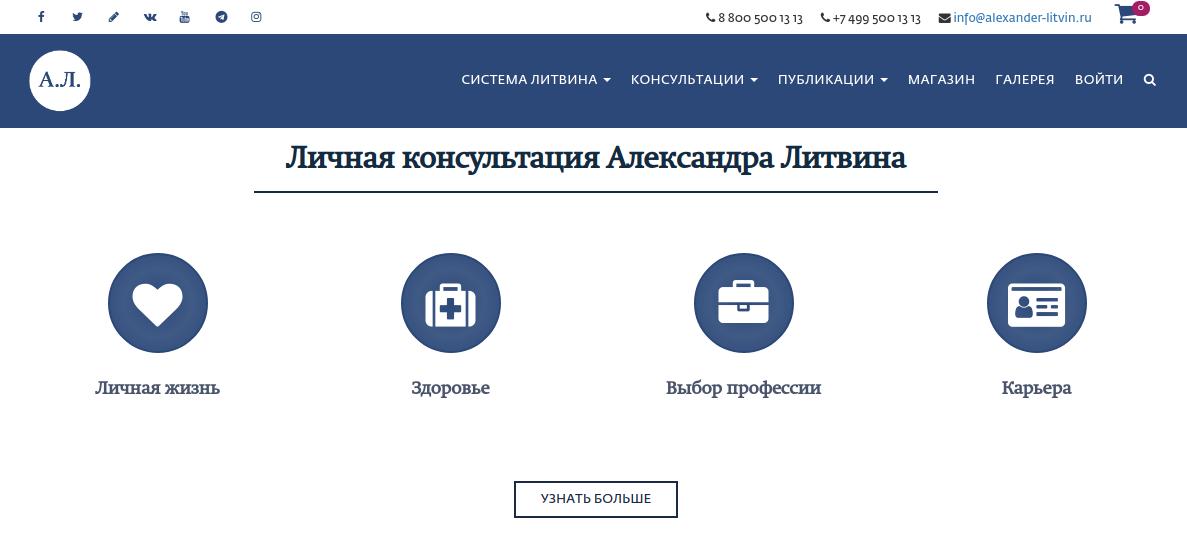 8 800 500 13 13 +7 499 500 13 13 info@alexander-litvin.ru 0
А.Л. СИСТЕМА ЛИТВИНА КОНСУЛЬТАЦИИ ПУБЛИКАЦИИ МАГАЗИН ГАЛЕРЕЯ ВОЙТИ
Личная консультация Александра Литвина
Личная жизнь Здоровье Выбор профессии Карьера
УЗНАТЬ БОЛЬШЕ